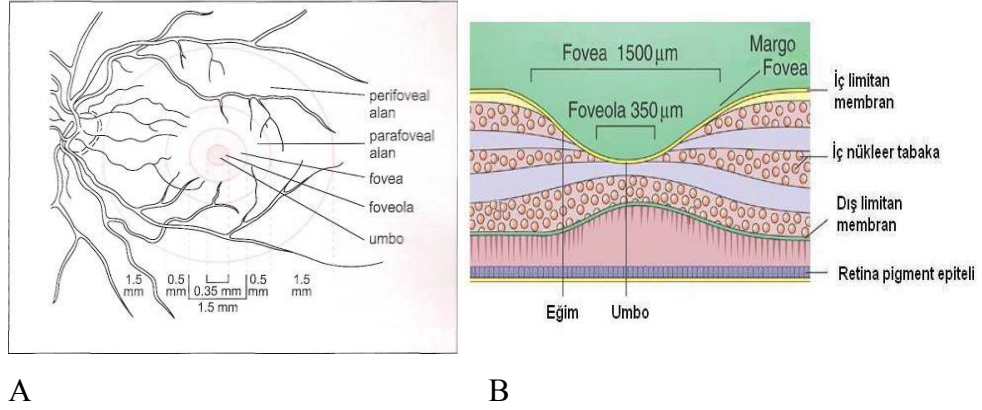 perifoveal
alan
parafoveal
alan
fovea
foveola
umbo
1.5
mm
0.5
mm
0.35 mm
1.5 mm
0.5
mm
1.5
mm
A
Fovea 1500 µm
Margo
Fovea
Foveola 350 µm
İç limitan
membran
İç nükleer tabaka
Dış limitan
membran
Retina pigment epiteli
Eğim
Umbo
B